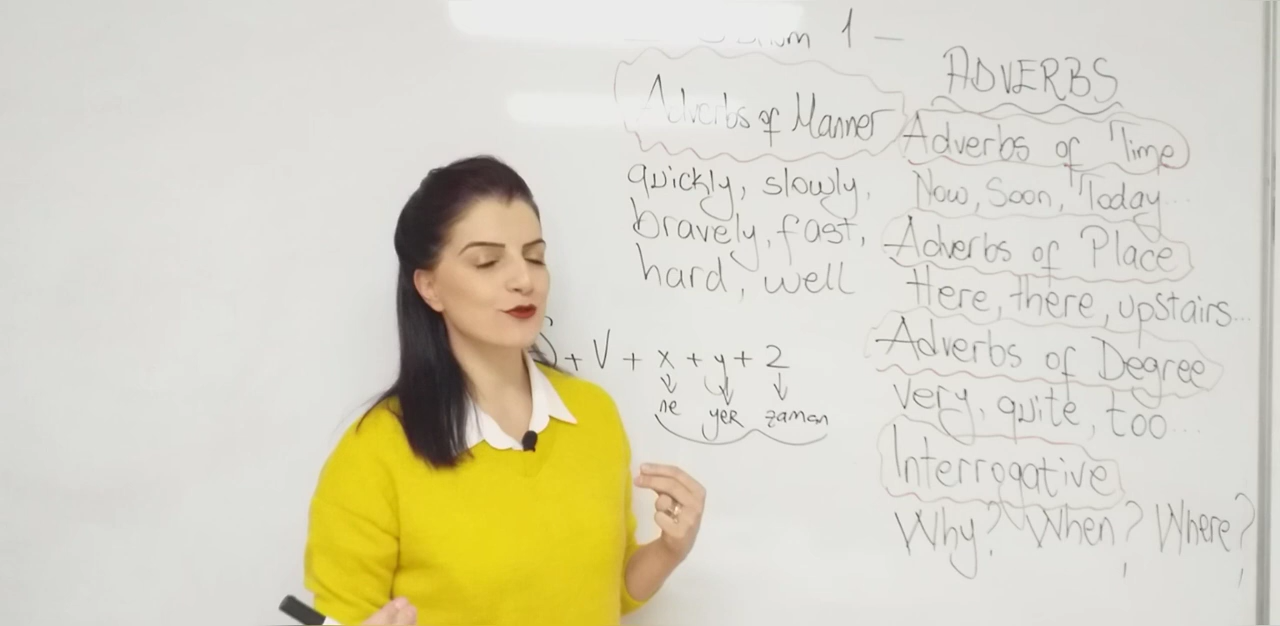 1 -
ADVERBS
Adverbs of Manner
quickly, slowly,
bravely, fast,
hard, well
S + V + x + y + 2
ne yer zaman
Adverbs of Time
Now, Soon, Today...
Adverbs of Place
Here, there, upstairs...
Adverbs of Degree
very, quite, too...
Interrogative
Why? When? Where?